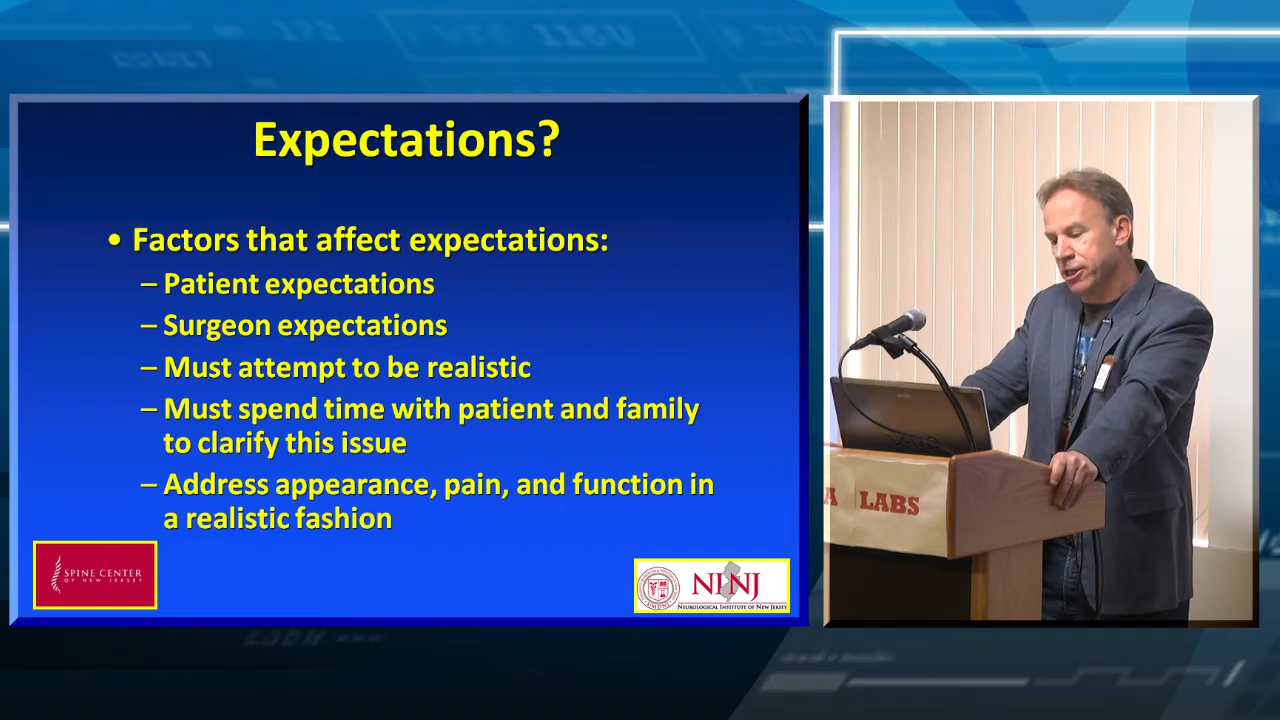 Expectations?
• Factors that affect expectations:
– Patient expectations
– Surgeon expectations
– Must attempt to be realistic
– Must spend time with patient and family
to clarify this issue
– Address appearance, pain, and function in
a realistic fashion
SPINE CENTER
OF NEW JERSEY
NINJ
NEUROLOGICAL INSTITUTE OF NEW JERSEY
A LABS
VAIO